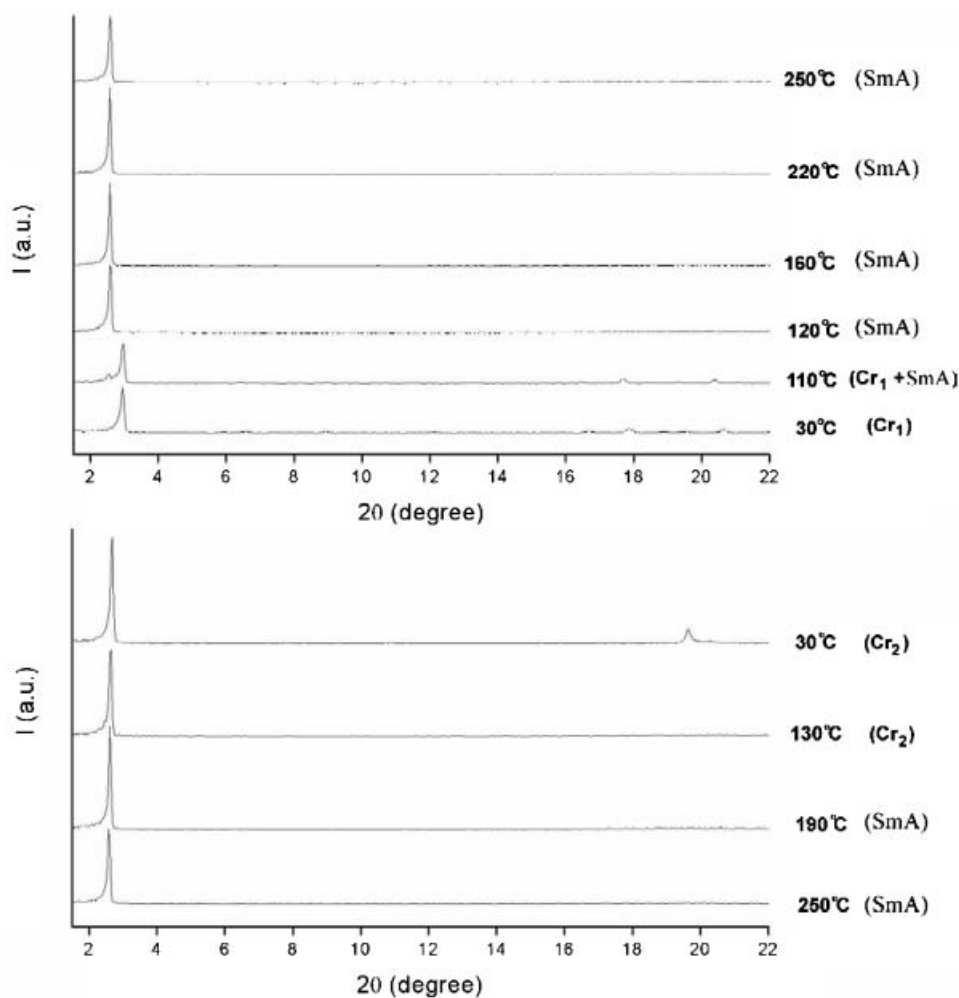 250℃ (SmA)
220℃ (SmA)
160℃ (SmA)
120℃ (SmA)
110℃ (Cr₁ +SmA)
30℃ (Cr₁)
I (a.u.)
2 4 6 8 10 12 14 16 18 20 22
2θ (degree)
30℃ (Cr₂)
130℃ (Cr₂)
190℃ (SmA)
250℃ (SmA)
I (a.u.)
2 4 6 8 10 12 14 16 18 20 22
2θ (degree)